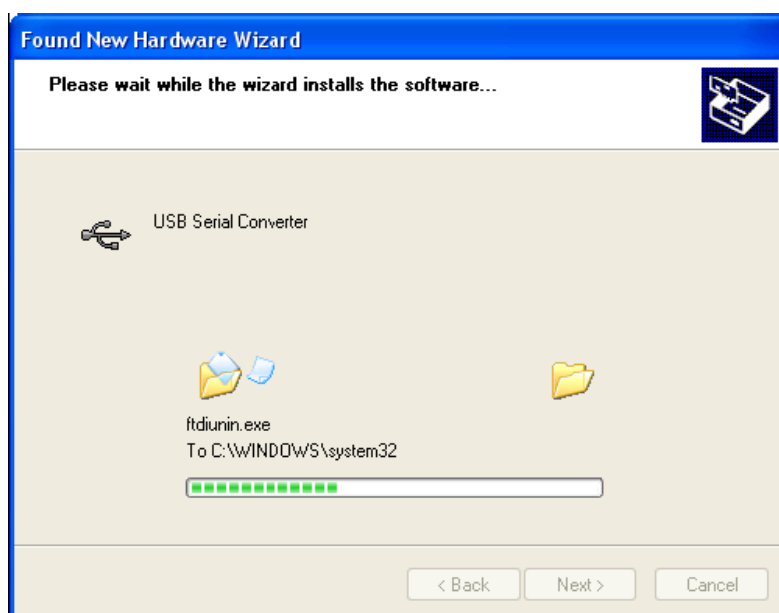 Found New Hardware Wizard
Please wait while the wizard installs the software...
USB Serial Converter
ftdiunin.exe
To C:\WINDOWS\system32
< Back
Next >
Cancel